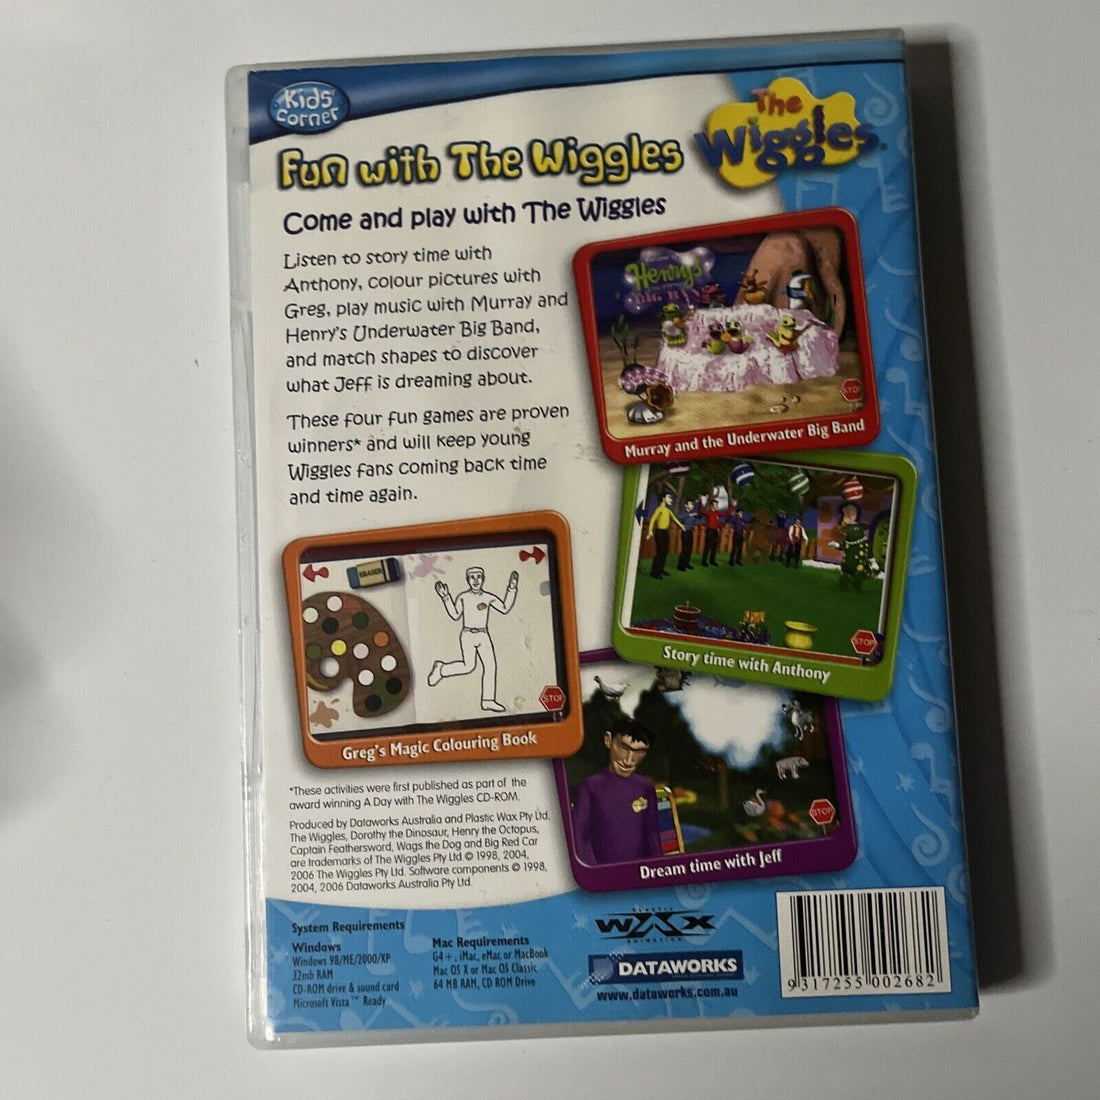 Kids
Corner
The
Wiggles
Fun with The Wiggles
Come and play with The Wiggles
Listen to story time with
Anthony, colour pictures with
Greg, play music with Murray and
Henry's Underwater Big Band,
and match shapes to discover
what Jeff is dreaming about.
These four fun games are proven
winners* and will keep young
Wiggles fans coming back time
and time again.
Henry's
STOP
Murray and the Underwater Big Band
STOP
Story time with Anthony
ERASER
STOP
Greg's Magic Colouring Book
STOP
Dream time with Jeff
*These activities were first published as part of the
award winning A Day with The Wiggles CD-ROM.
Produced by Dataworks Australia and Plastic Wax Pty Ltd.
The Wiggles, Dorothy the Dinosaur, Henry the Octopus,
Captain Feathersword, Wags the Dog and Big Red Car
are trademarks of The Wiggles Pty Ltd © 1998, 2004,
2006 The Wiggles Pty Ltd. Software components © 1998,
2004, 2006 Dataworks Australia Pty Ltd.
System Requirements
Windows
Windows 98/ME/2000/XP
32mb RAM
CD-ROM drive & sound card
Microsoft Vista™ Ready
Mac Requirements
G4+, iMac, eMac or MacBook
Mac OS X or Mac OS Classic
64 MB RAM, CD ROM Drive
PLASTIC
WAX
ANIMATION
DATAWORKS
www.dataworks.com.au
9 317255 002682